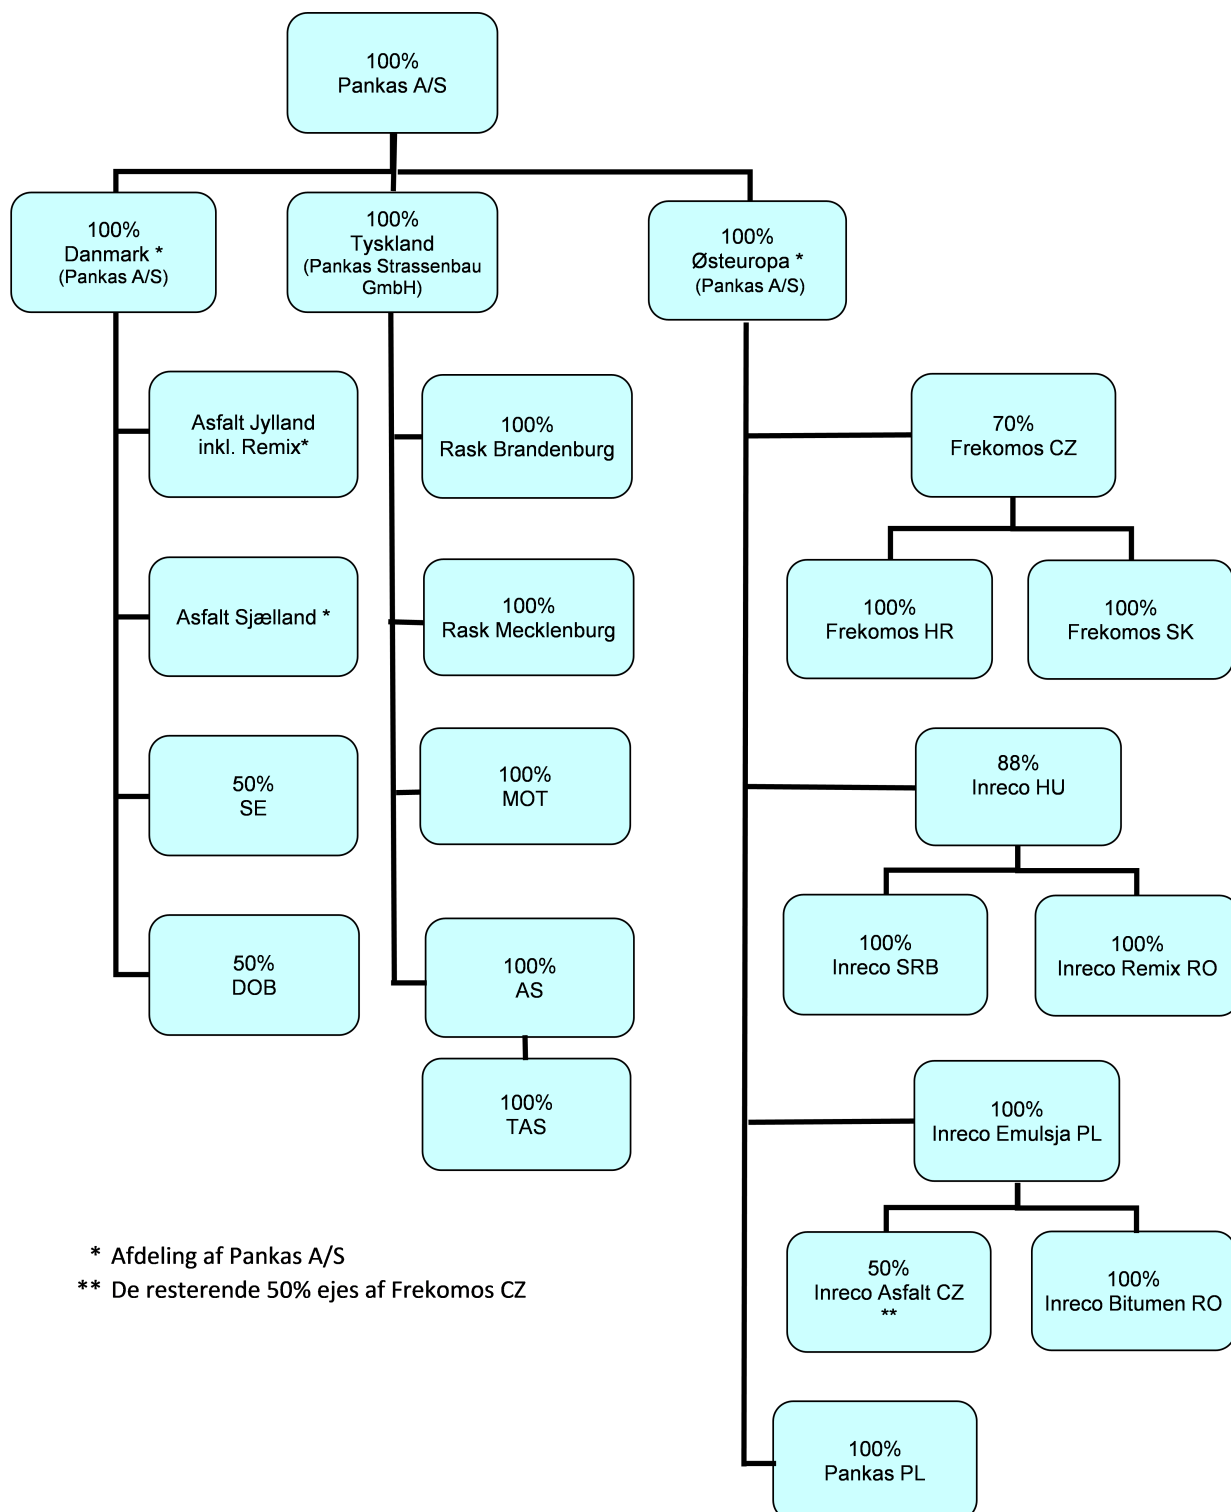 100%
Pankas A/S
100%
Danmark *
(Pankas A/S)
100%
Tyskland
(Pankas Strassenbau
GmbH)
100%
Østeuropa *
(Pankas A/S)
Asfalt Jylland
inkl. Remix*
Asfalt Sjælland *
50%
SE
50%
DOB
100%
Rask Brandenburg
100%
Rask Mecklenburg
100%
MOT
100%
AS
100%
TAS
70%
Frekomos CZ
100%
Frekomos HR
100%
Frekomos SK
88%
Inreco HU
100%
Inreco SRB
100%
Inreco Remix RO
100%
Inreco Emulsja PL
50%
Inreco Asfalt CZ
**
100%
Inreco Bitumen RO
100%
Pankas PL
* Afdeling af Pankas A/S
** De resterende 50% ejes af Frekomos CZ